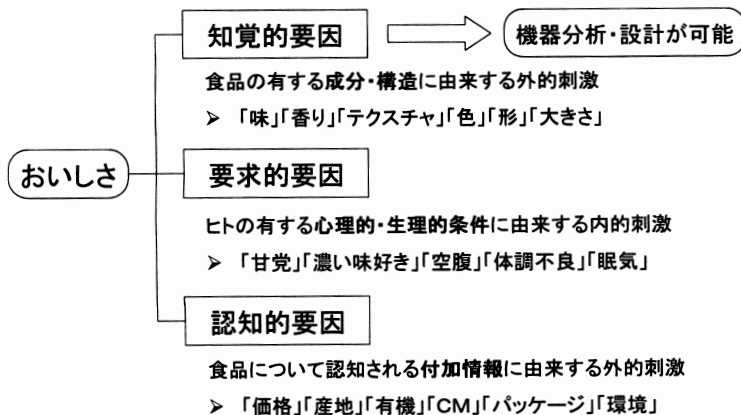 知覚的要因
機器分析・設計が可能
食品の有する成分・構造に由来する外的刺激
➢ 「味」「香り」「テクスチャ」「色」「形」「大きさ」
おいしさ
要求的要因
ヒトの有する心理的・生理的条件に由来する内的刺激
➢ 「甘党」「濃い味好き」「空腹」「体調不良」「眠気」
認知的要因
食品について認知される付加情報に由来する外的刺激
➢ 「価格」「産地」「有機」「CM」「パッケージ」「環境」